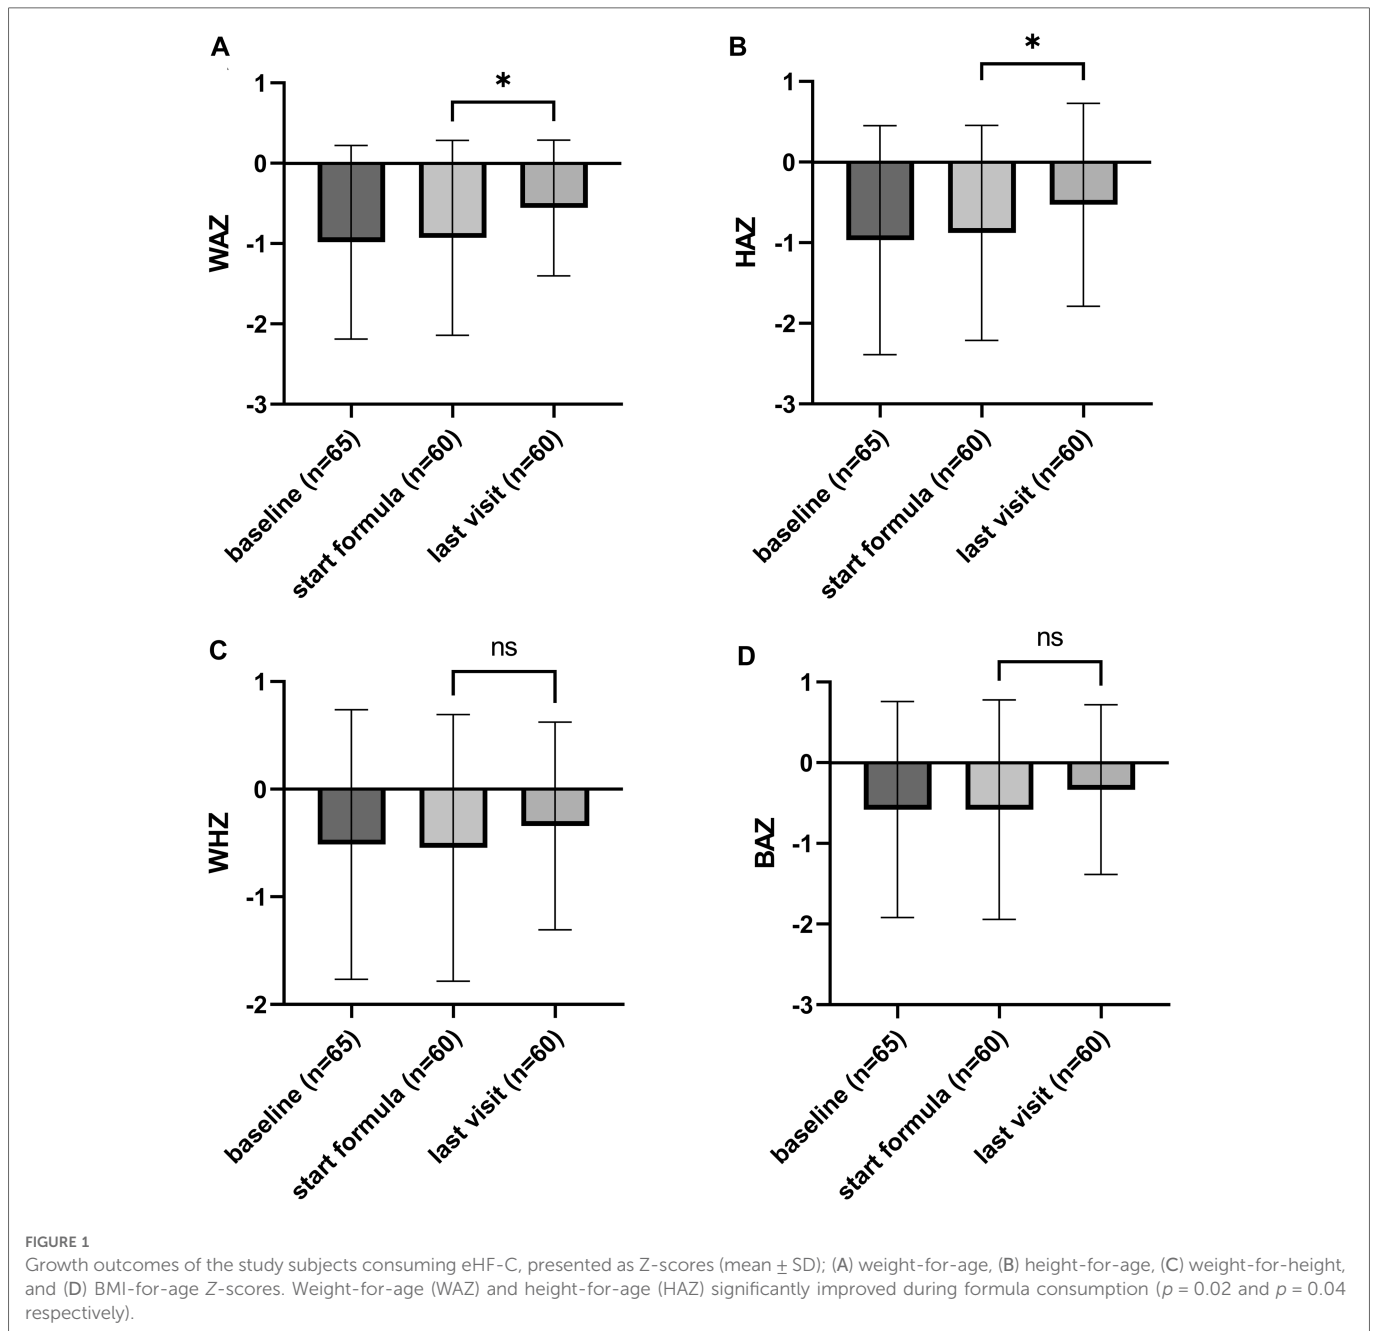 A
B
*
*
1
0
-1
-2
-3
WAZ
baseline (n=65)
start formula (n=60)
last visit (n=60)
1
0
-1
-2
-3
HAZ
baseline (n=65)
start formula (n=60)
last visit (n=60)
C
D
ns
ns
1
0
-1
-2
WHZ
baseline (n=65)
start formula (n=60)
last visit (n=60)
1
0
-1
-2
-3
BAZ
baseline (n=65)
start formula (n=60)
last visit (n=60)
FIGURE 1
Growth outcomes of the study subjects consuming eHF-C, presented as Z-scores (mean ± SD); (A) weight-for-age, (B) height-for-age, (C) weight-for-height,
and (D) BMI-for-age Z-scores. Weight-for-age (WAZ) and height-for-age (HAZ) significantly improved during formula consumption (p = 0.02 and p = 0.04
respectively).